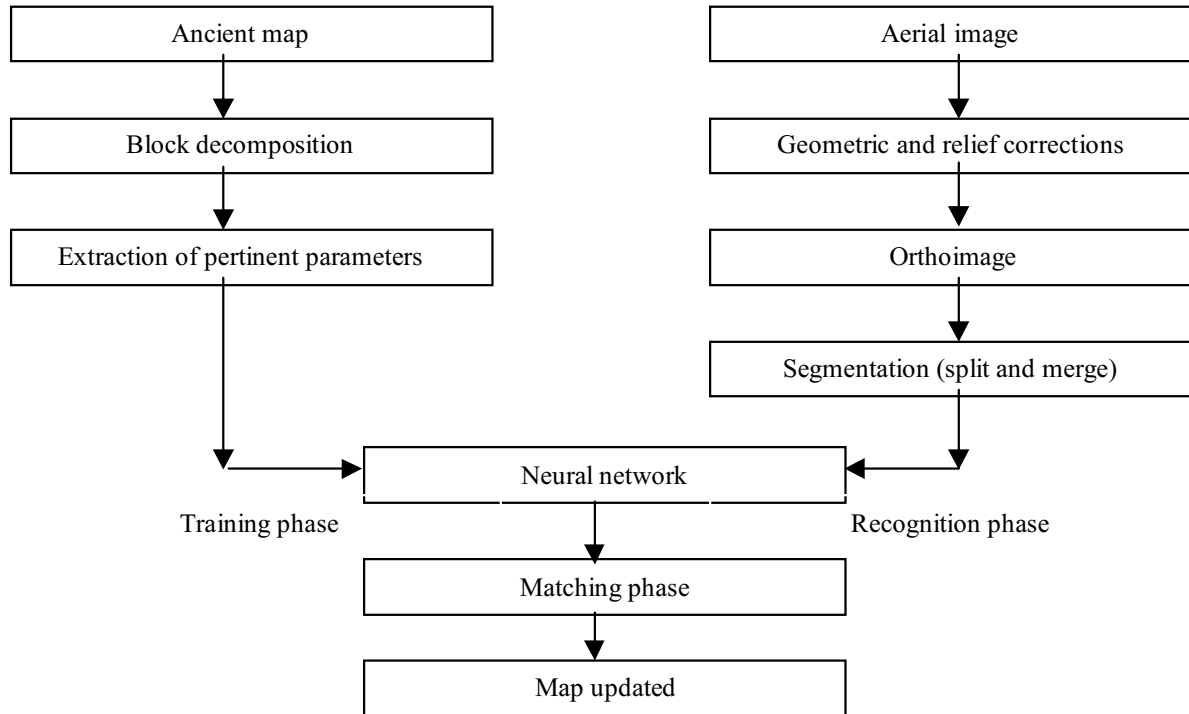 Ancient map
Aerial image
Block decomposition
Geometric and relief corrections
Extraction of pertinent parameters
Orthoimage
Segmentation (split and merge)
Neural network
Training phase
Recognition phase
Matching phase
Map updated